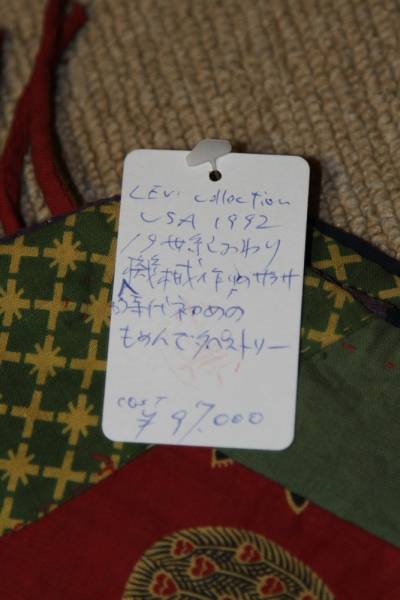 LEVi collection
USA 1992
19世紀おわり
機械作りのサラサ
年代初めの
もめんでタペストリー
COST
¥97.000